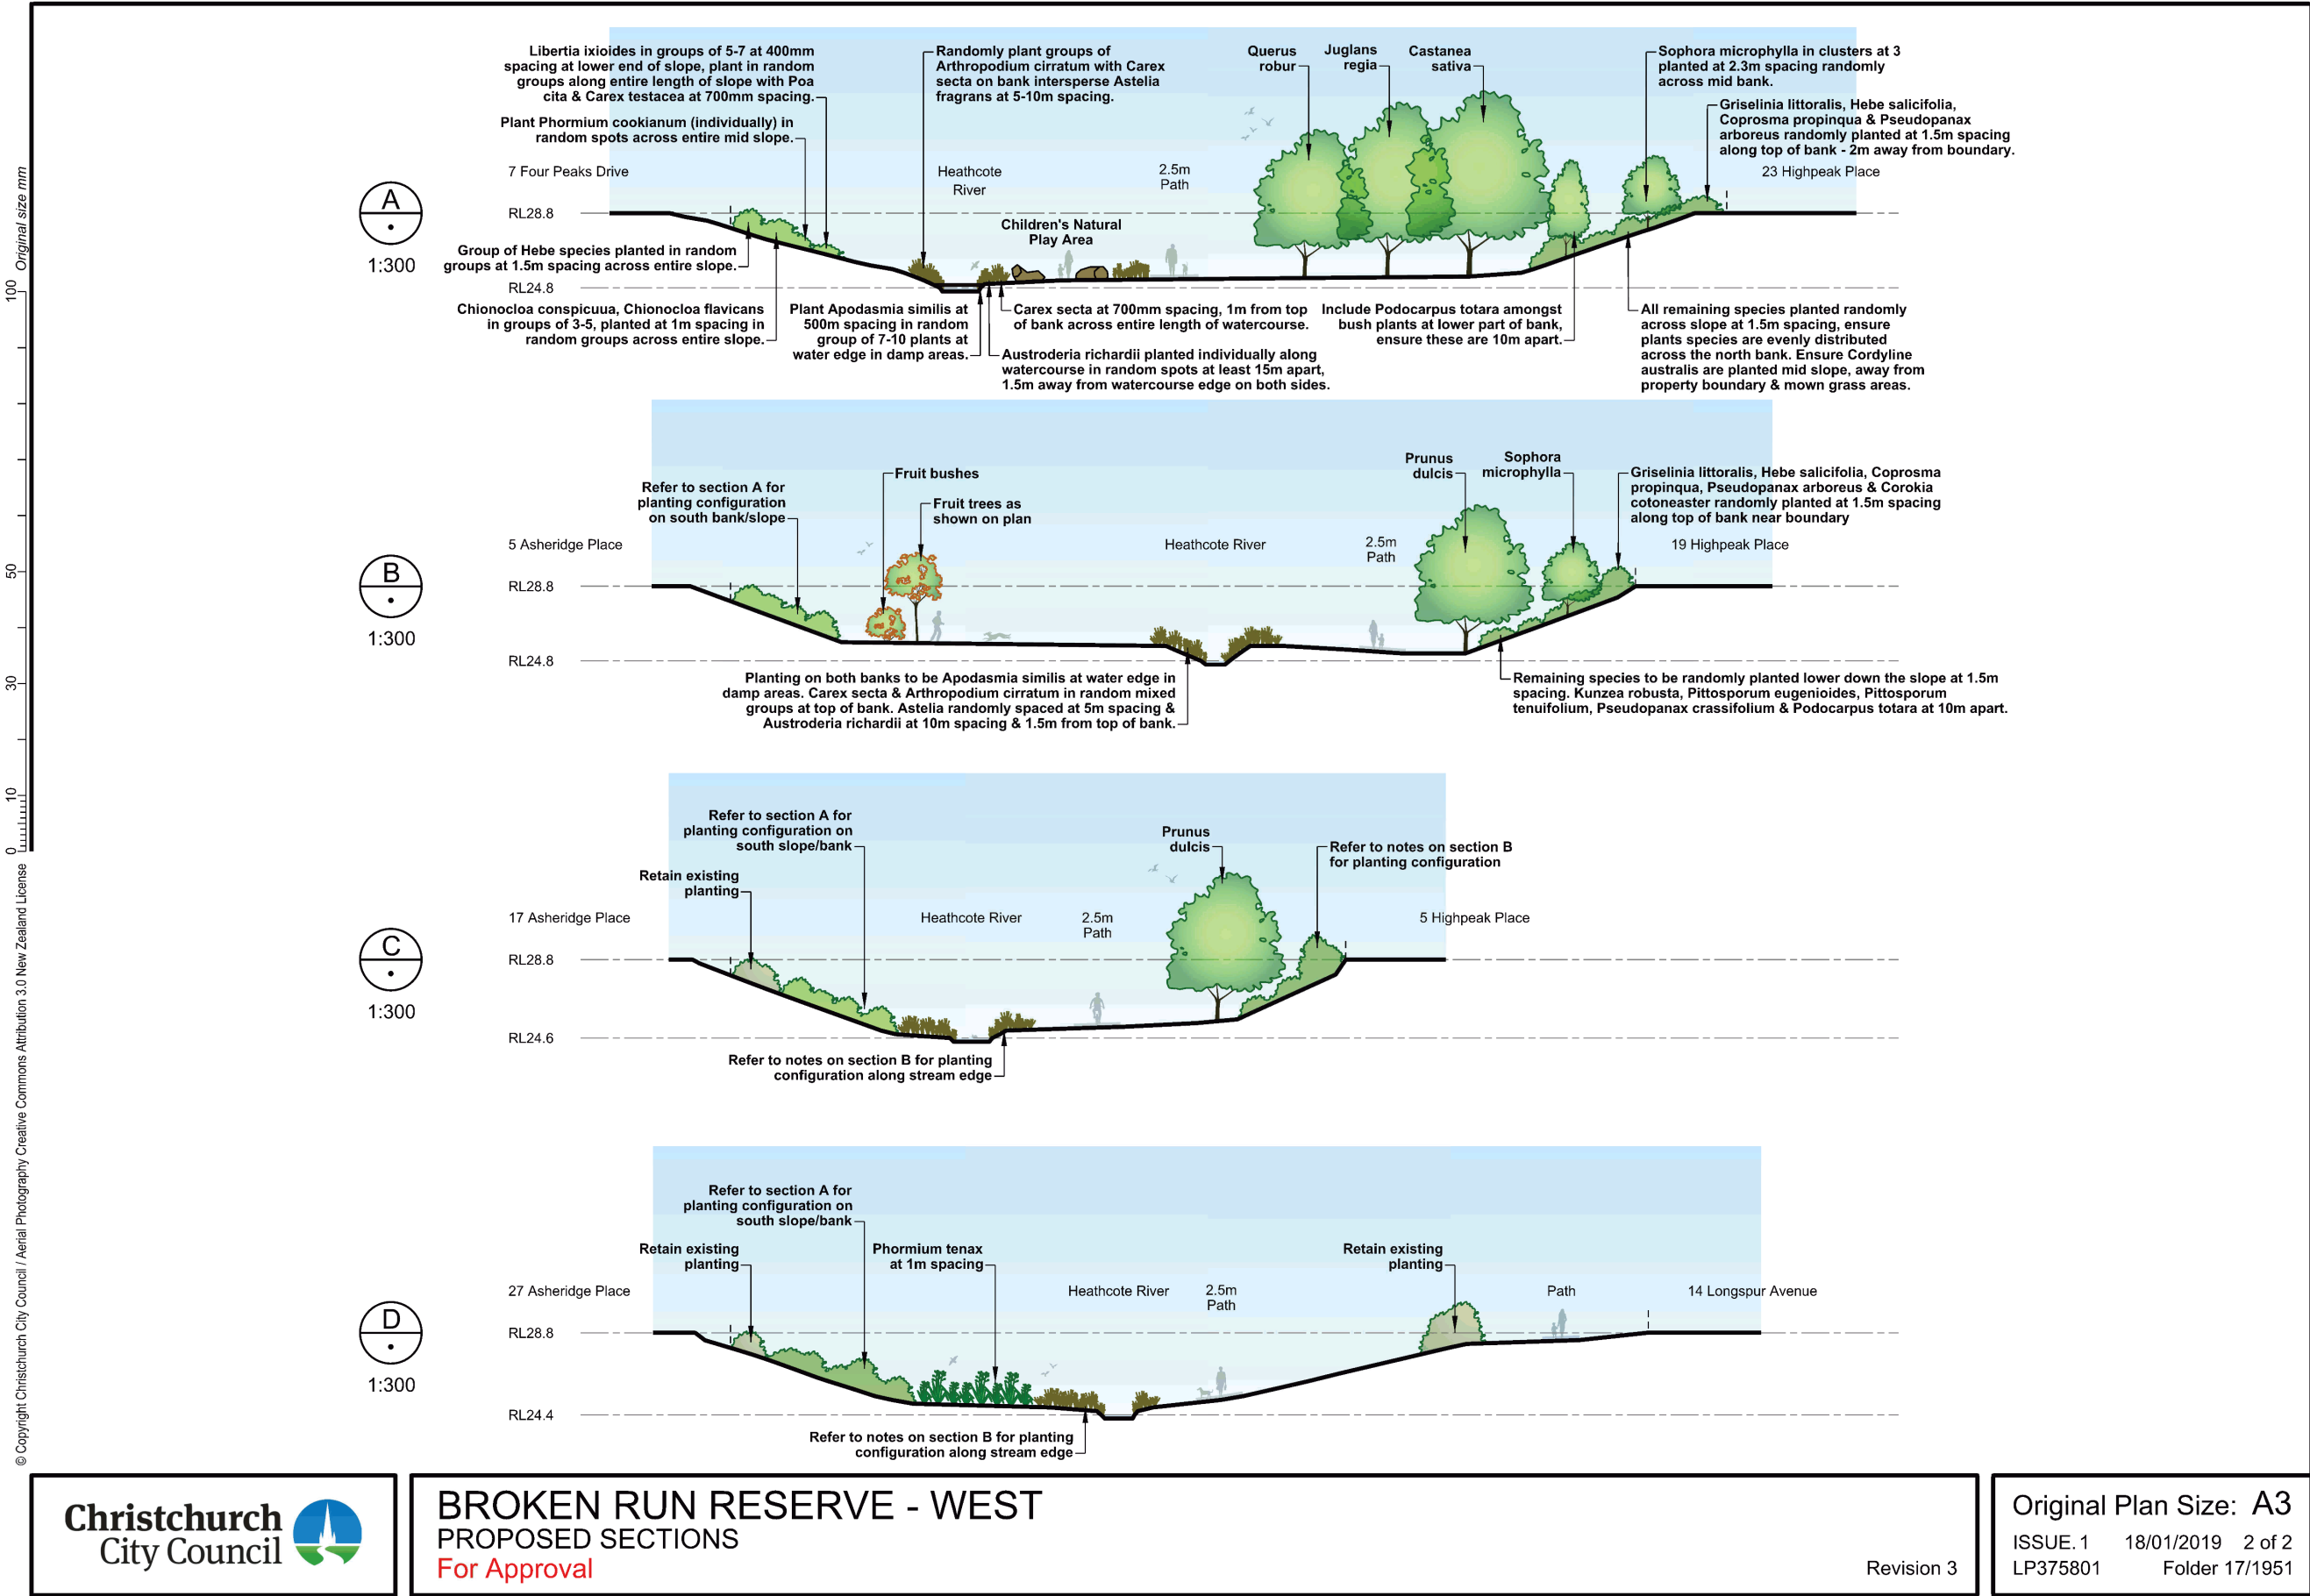 Libertia ixioides in groups of 5-7 at 400mm
spacing at lower end of slope, plant in random
groups along entire length of slope with Poa
cita & Carex testacea at 700mm spacing.
Plant Phormium cookianum (individually) in
random spots across entire mid slope.
Randomly plant groups of
Arthropodium cirratum with Carex
secta on bank intersperse Astelia
fragrans at 5-10m spacing.
Querus
robur
Juglans
regia
Castanea
sativa
Sophora microphylla in clusters at 3
planted at 2.3m spacing randomly
across mid bank.
Griselinia littoralis, Hebe salicifolia,
Coprosma propinqua & Pseudopanax
arboreus randomly planted at 1.5m spacing
along top of bank - 2m away from boundary.
7 Four Peaks Drive
Heathcote
River
2.5m
Path
23 Highpeak Place
A
1:300
RL28.8
Children's Natural
Play Area
Group of Hebe species planted in random
groups at 1.5m spacing across entire slope.
RL24.8
Chionocloa conspicuua, Chionocloa flavicans
in groups of 3-5, planted at 1m spacing in
random groups across entire slope.
Plant Apodasmia similis at
500m spacing in random
group of 7-10 plants at
water edge in damp areas.
Carex secta at 700mm spacing, 1m from top
of bank across entire length of watercourse.
Austroderia richardii planted individually along
watercourse in random spots at least 15m apart,
1.5m away from watercourse edge on both sides.
Include Podocarpus totara amongst
bush plants at lower part of bank,
ensure these are 10m apart.
All remaining species planted randomly
across slope at 1.5m spacing, ensure
plants species are evenly distributed
across the north bank. Ensure Cordyline
australis are planted mid slope, away from
property boundary & mown grass areas.
Refer to section A for
planting configuration
on south bank/slope
Fruit bushes
Fruit trees as
shown on plan
Prunus
dulcis
Sophora
microphylla
Griselinia littoralis, Hebe salicifolia, Coprosma
propinqua, Pseudopanax arboreus & Corokia
cotoneaster randomly planted at 1.5m spacing
along top of bank near boundary
5 Asheridge Place
Heathcote River
2.5m
Path
19 Highpeak Place
B
1:300
RL28.8
RL24.8
Planting on both banks to be Apodasmia similis at water edge in
damp areas. Carex secta & Arthropodium cirratum in random mixed
groups at top of bank. Astelia randomly spaced at 5m spacing &
Austroderia richardii at 10m spacing & 1.5m from top of bank.
Remaining species to be randomly planted lower down the slope at 1.5m
spacing. Kunzea robusta, Pittosporum eugenioides, Pittosporum
tenuifolium, Pseudopanax crassifolium & Podocarpus totara at 10m apart.
Refer to section A for
planting configuration on
south slope/bank
Retain existing
planting
Prunus
dulcis
Refer to notes on section B
for planting configuration
17 Asheridge Place
Heathcote River
2.5m
Path
5 Highpeak Place
C
1:300
RL28.8
RL24.6
Refer to notes on section B for planting
configuration along stream edge
Refer to section A for
planting configuration on
south slope/bank
Retain existing
planting
Phormium tenax
at 1m spacing
Retain existing
planting
27 Asheridge Place
Heathcote River
2.5m
Path
Path
14 Longspur Avenue
D
1:300
RL28.8
RL24.4
Refer to notes on section B for planting
configuration along stream edge
100 Original size mm
50
30
10
0
© Copyright Christchurch City Council / Aerial Photography Creative Commons Attribution 3.0 New Zealand License
Christchurch
City Council
BROKEN RUN RESERVE - WEST
PROPOSED SECTIONS
For Approval
Revision 3
Original Plan Size: A3
ISSUE. 1 18/01/2019 2 of 2
LP375801 Folder 17/1951